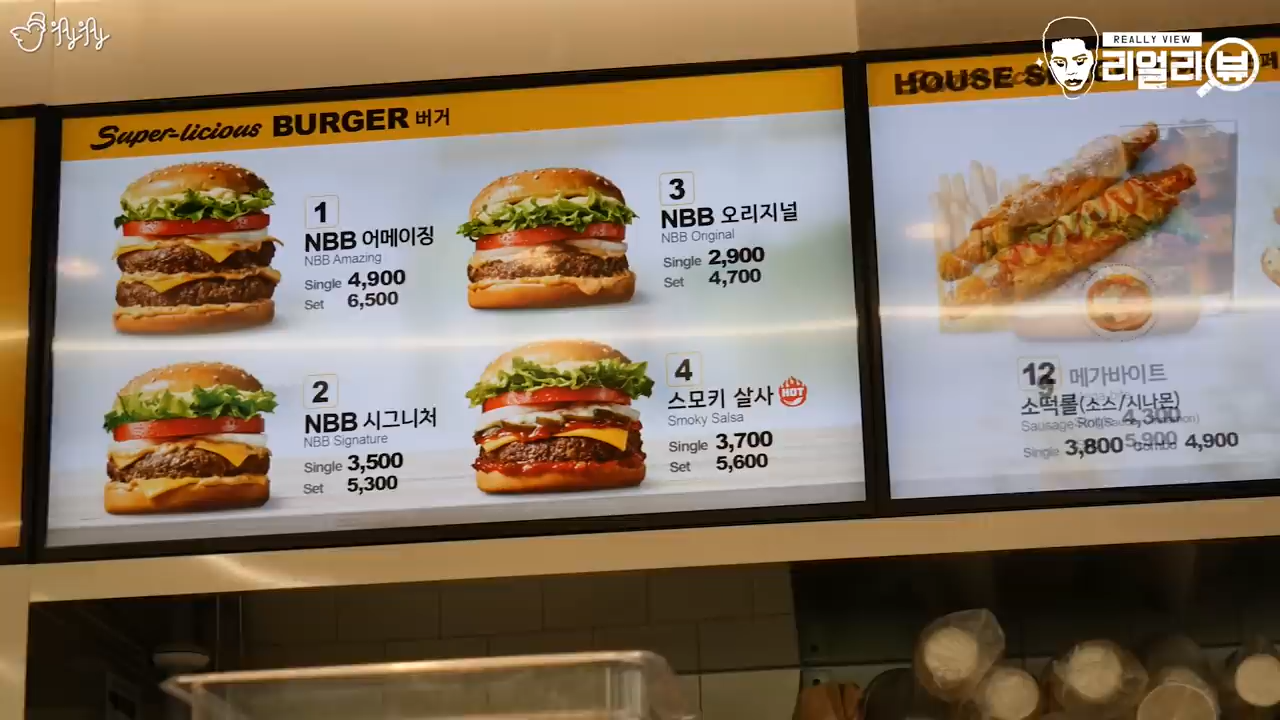 REALLY VIEW
리얼리뷰
Super-licious BURGER 버거
1
NBB 어메이징
NBB Amazing
Single 4,900
Set 6,500
2
NBB 시그니처
NBB Signature
Single 3,500
Set 5,300
3
NBB 오리지널
NBB Original
Single 2,900
Set 4,700
4
스모키 살사 HOT
Smoky Salsa
Single 3,700
Set 5,600
HOUSE
12 메가바이트
소떡롤(소스/시나몬)
4,300
Single 3,800 5,900 4,900